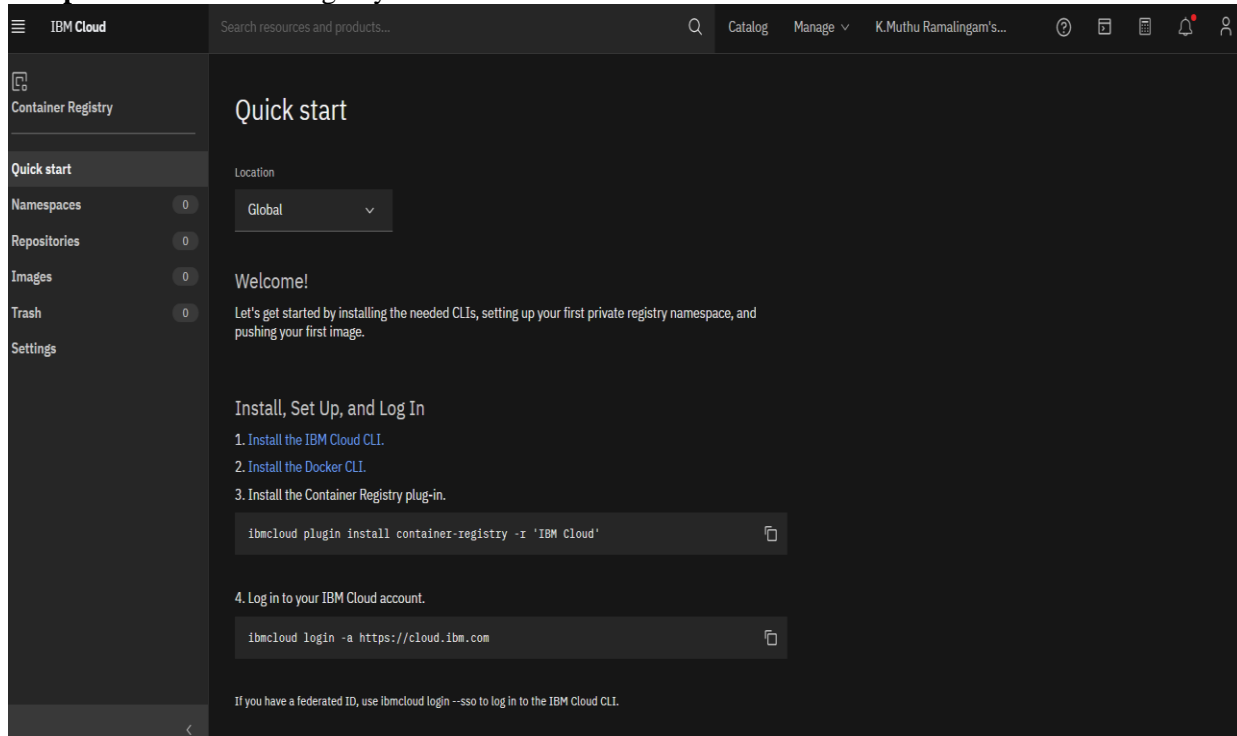 IBM Cloud
Search resources and products...
Catalog
Manage
K.Muthu Ramalingam's...
Container Registry
Quick start
Namespaces 0
Repositories 0
Images 0
Trash 0
Settings
Quick start
Location
Global
Welcome!
Let's get started by installing the needed CLIs, setting up your first private registry namespace, and
pushing your first image.
Install, Set Up, and Log In
1. Install the IBM Cloud CLI.
2. Install the Docker CLI.
3. Install the Container Registry plug-in.
ibmcloud plugin install container-registry -r 'IBM Cloud'
4. Log in to your IBM Cloud account.
ibmcloud login -a https://cloud.ibm.com
If you have a federated ID, use ibmcloud login --sso to log in to the IBM Cloud CLI.